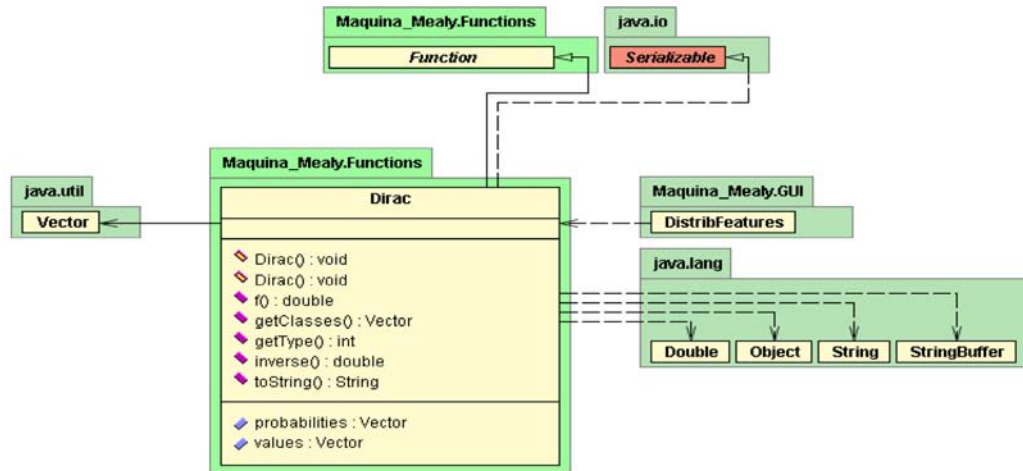 Maquina_Mealy.Functions
Function
java.io
Serializable
java.util
Vector
Maquina_Mealy.Functions
Dirac
Dirac() : void
Dirac() : void
f() : double
getClasses() : Vector
getType() : int
inverse() : double
toString() : String
probabilities : Vector
values : Vector
Maquina_Mealy.GUI
DistribFeatures
java.lang
Double
Object
String
StringBuffer